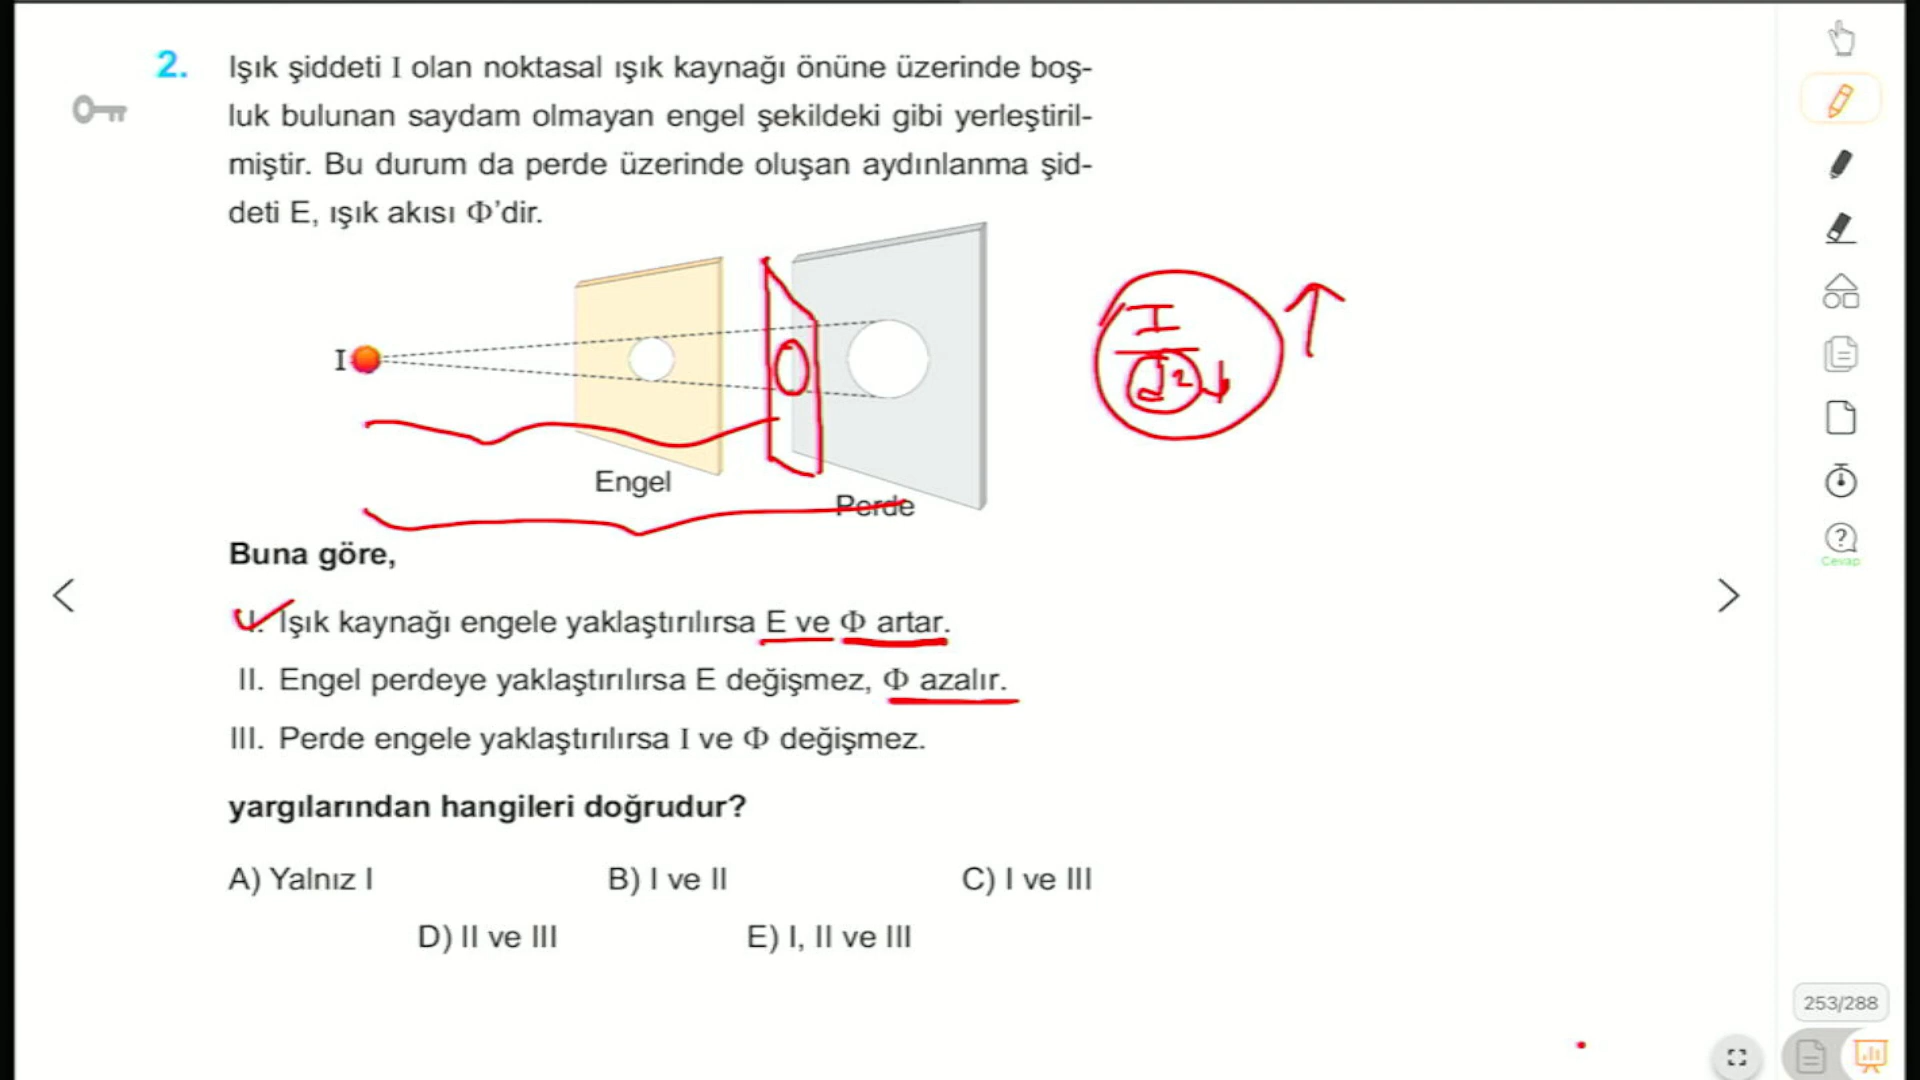 2. Işık şiddeti I olan noktasal ışık kaynağı önüne üzerinde boş-
luk bulunan saydam olmayan engel şekildeki gibi yerleştiril-
miştir. Bu durum da perde üzerinde oluşan aydınlanma şid-
deti E, ışık akısı Φ’dir.
I
I
d²
Engel
Perde
Buna göre,
I. Işık kaynağı engele yaklaştırılırsa E ve Φ artar.
II. Engel perdeye yaklaştırılırsa E değişmez, Φ azalır.
III. Perde engele yaklaştırılırsa I ve Φ değişmez.
yargılarından hangileri doğrudur?
A) Yalnız I B) I ve II C) I ve III
D) II ve III E) I, II ve III
Cevap
253/288